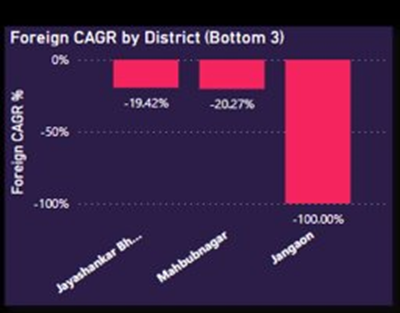 Foreign CAGR by District (Bottom 3)
Foreign CAGR %
0%
-50%
-100%
-19.42%
-20.27%
-100.00%
Jayashankar Bh...
Mahbubnagar
Jangaon